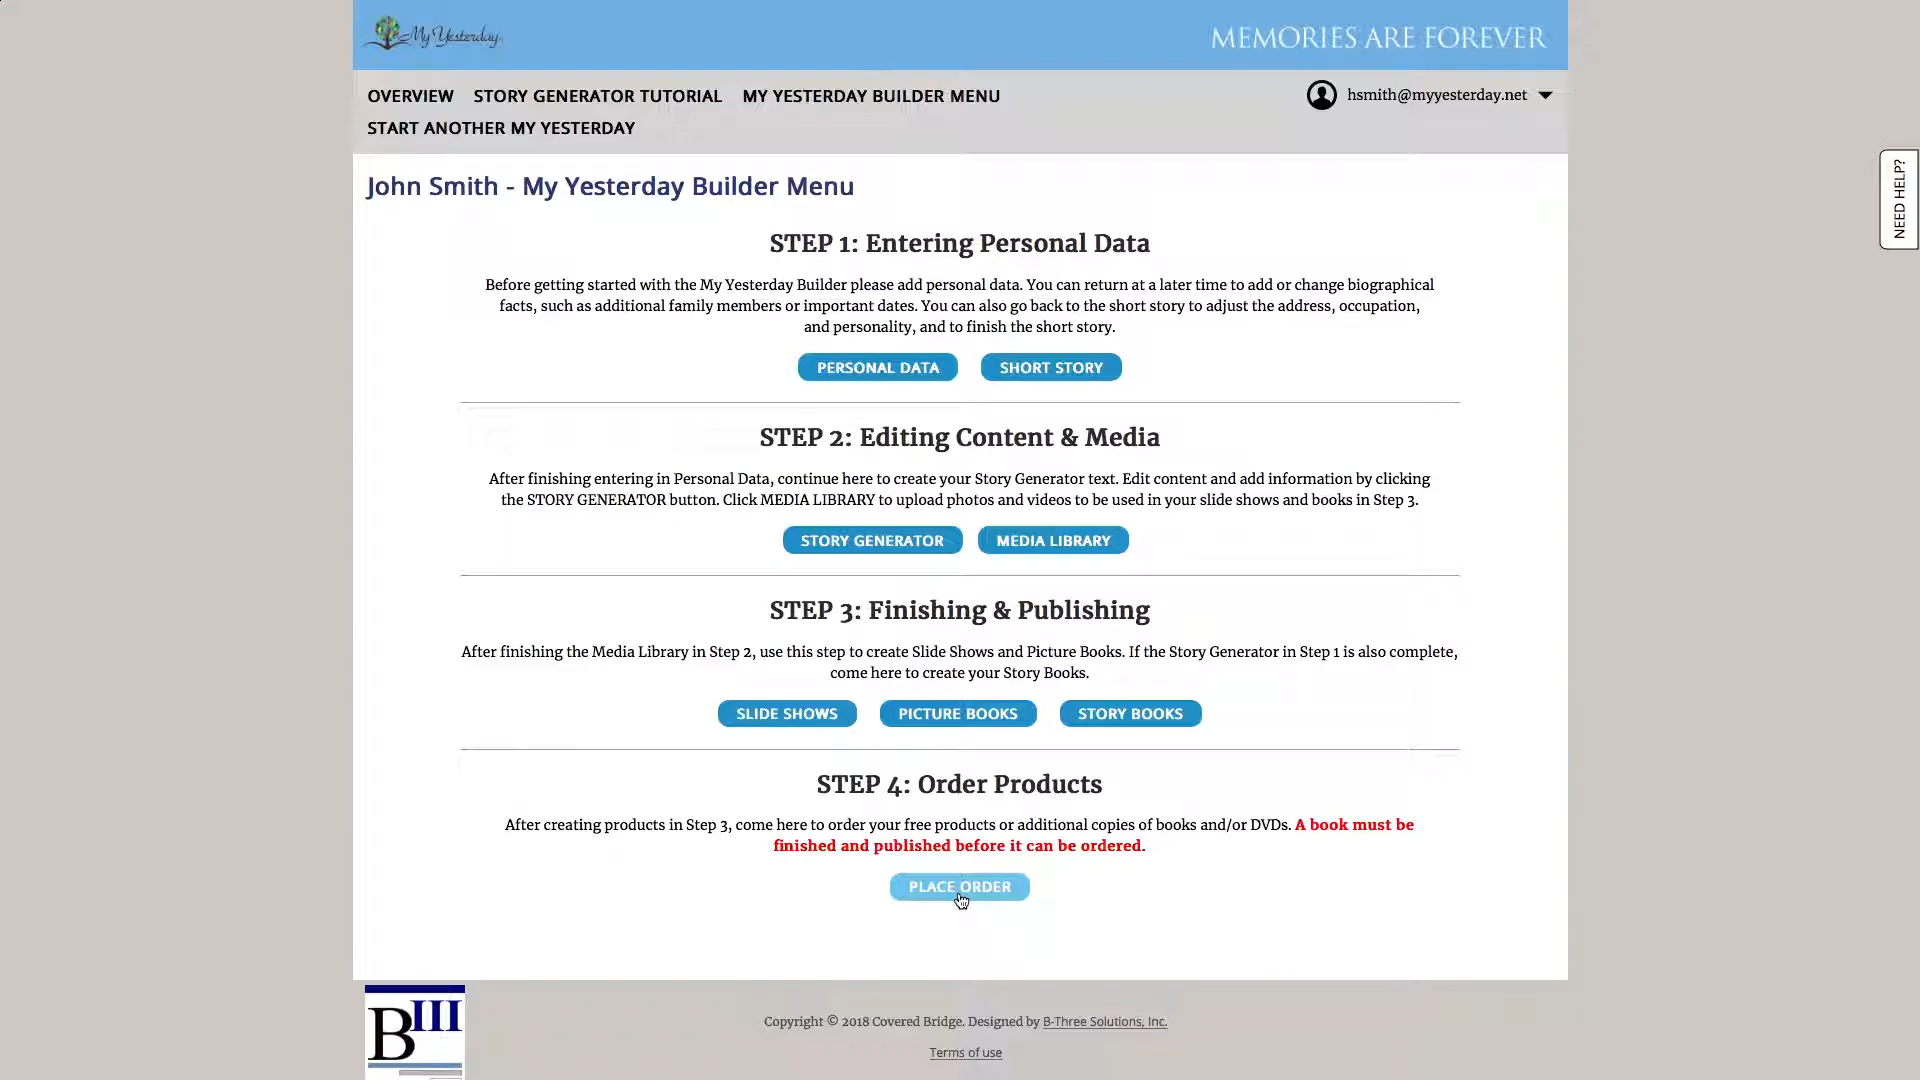 My Yesterday
MEMORIES ARE FOREVER
OVERVIEW STORY GENERATOR TUTORIAL MY YESTERDAY BUILDER MENU
hsmith@myyesterday.net
START ANOTHER MY YESTERDAY
NEED HELP?
John Smith - My Yesterday Builder Menu
STEP 1: Entering Personal Data
Before getting started with the My Yesterday Builder please add personal data. You can return at a later time to add or change biographical
facts, such as additional family members or important dates. You can also go back to the short story to adjust the address, occupation,
and personality, and to finish the short story.
PERSONAL DATA SHORT STORY
STEP 2: Editing Content & Media
After finishing entering in Personal Data, continue here to create your Story Generator text. Edit content and add information by clicking
the STORY GENERATOR button. Click MEDIA LIBRARY to upload photos and videos to be used in your slide shows and books in Step 3.
STORY GENERATOR MEDIA LIBRARY
STEP 3: Finishing & Publishing
After finishing the Media Library in Step 2, use this step to create Slide Shows and Picture Books. If the Story Generator in Step 1 is also complete,
come here to create your Story Books.
SLIDE SHOWS PICTURE BOOKS STORY BOOKS
STEP 4: Order Products
After creating products in Step 3, come here to order your free products or additional copies of books and/or DVDs. A book must be
finished and published before it can be ordered.
PLACE ORDER
BIII
Copyright © 2018 Covered Bridge. Designed by B-Three Solutions, Inc.
Terms of use